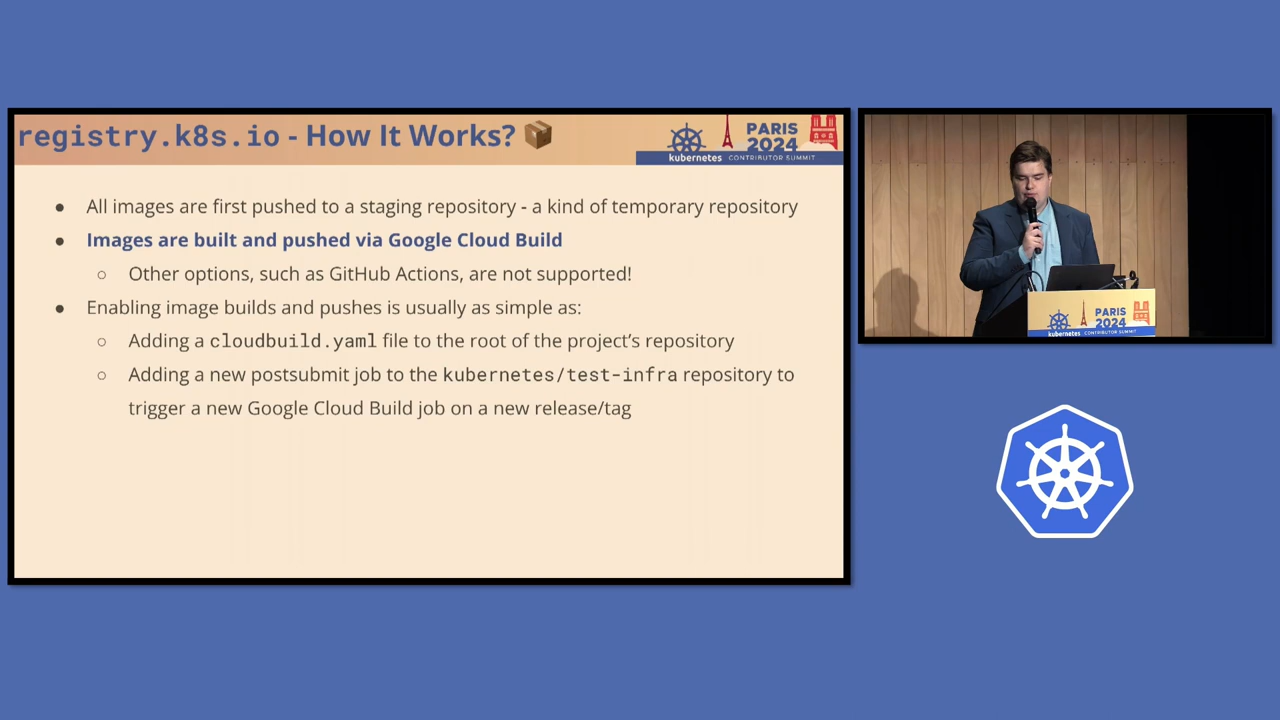 registry.k8s.io - How It Works? 📦
PARIS
2024
kubernetes CONTRIBUTOR SUMMIT
● All images are first pushed to a staging repository - a kind of temporary repository
● Images are built and pushed via Google Cloud Build
○ Other options, such as GitHub Actions, are not supported!
● Enabling image builds and pushes is usually as simple as:
○ Adding a cloudbuild.yaml file to the root of the project's repository
○ Adding a new postsubmit job to the kubernetes/test-infra repository to
trigger a new Google Cloud Build job on a new release/tag
PARIS
2024
kubernetes CONTRIBUTOR SUMMIT